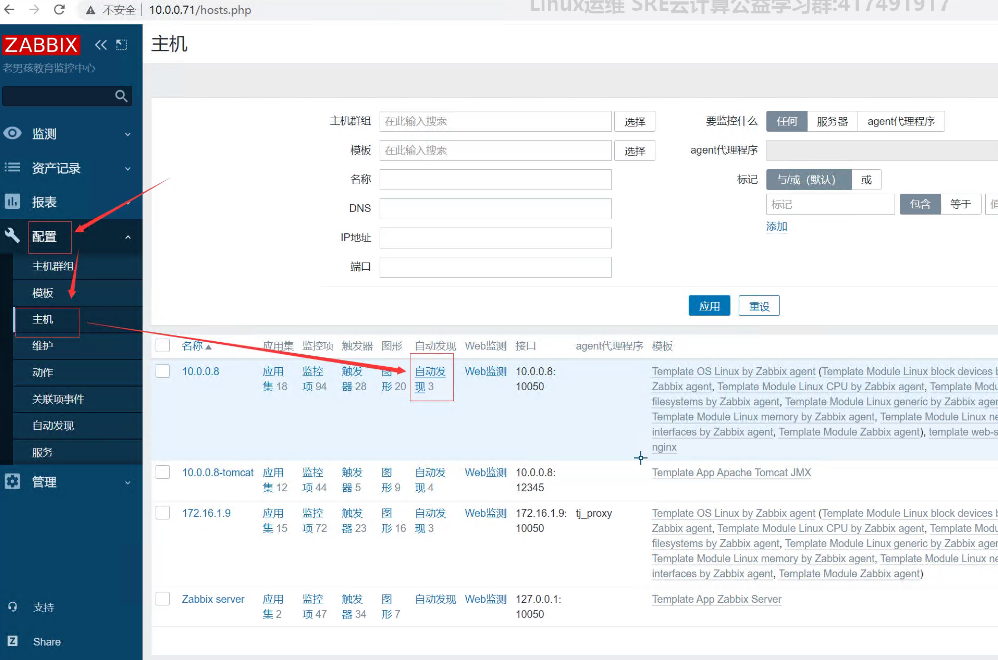 不安全 10.0.0.71/hosts.php
Linux运维 SRE云计算公益学习群:417491917
ZABBIX
老男孩教育监控中心
监测
资产记录
报表
配置
主机群组
模板
主机
维护
动作
关联项事件
自动发现
服务
管理
支持
Share
主机
主机群组 在此输入搜索 选择
模板 在此输入搜索 选择
名称
DNS
IP地址
端口
要监控什么 任何 服务器 agent代理程序
agent代理程序
标记 与/或（默认） 或
标记 包含 等于
添加
应用 重设
名称 应用集 监控项 触发器 图形 自动发现 Web监测 接口 agent代理程序 模板
10.0.0.8 应用 监控 触发 图 自动发 Web监测 10.0.0.8: Template OS Linux by Zabbix agent (Template Module Linux block devices b
集 18 项 94 器 28 形 20 现 3 10050 Zabbix agent, Template Module Linux CPU by Zabbix agent, Template Mod
filesystems by Zabbix agent, Template Module Linux generic by Zabbix age
Template Module Linux memory by Zabbix agent, Template Module Linux ne
interfaces by Zabbix agent, Template Module Zabbix agent), template web-s
nginx
10.0.0.8-tomcat 应用 监控 触发 图 自动发 Web监测 10.0.0.8: Template App Apache Tomcat JMX
集 12 项 44 器 5 形 9 现 4 12345
172.16.1.9 应用 监控 触发 图 自动发 Web监测 172.16.1.9: tj_proxy Template OS Linux by Zabbix agent (Template Module Linux block devices b
集 15 项 72 器 23 形 16 现 3 10050 Zabbix agent, Template Module Linux CPU by Zabbix agent, Template Mod
filesystems by Zabbix agent, Template Module Linux generic by Zabbix age
Template Module Linux memory by Zabbix agent, Template Module Linux ne
interfaces by Zabbix agent, Template Module Zabbix agent)
Zabbix server 应用 监控 触发 图 自动发现 Web监测 127.0.0.1: Template App Zabbix Server
集 2 项 47 器 34 形 7 10050